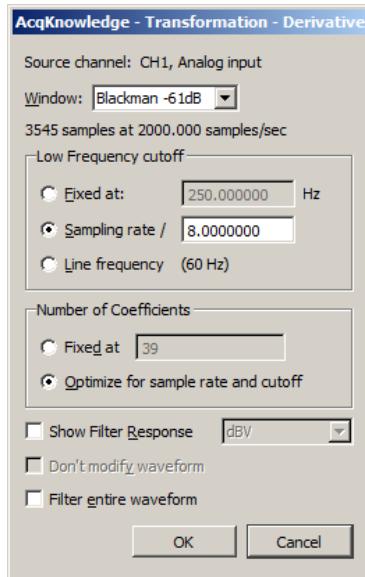 AcqKnowledge - Transformation - Derivative
Source channel: CH1, Analog input
Window: Blackman -61dB
3545 samples at 2000.000 samples/sec
Low Frequency cutoff
Fixed at: 250.000000 Hz
Sampling rate / 8.0000000
Line frequency (60 Hz)
Number of Coefficients
Fixed at 39
Optimize for sample rate and cutoff
Show Filter Response dBV
Don't modify waveform
Filter entire waveform
OK Cancel